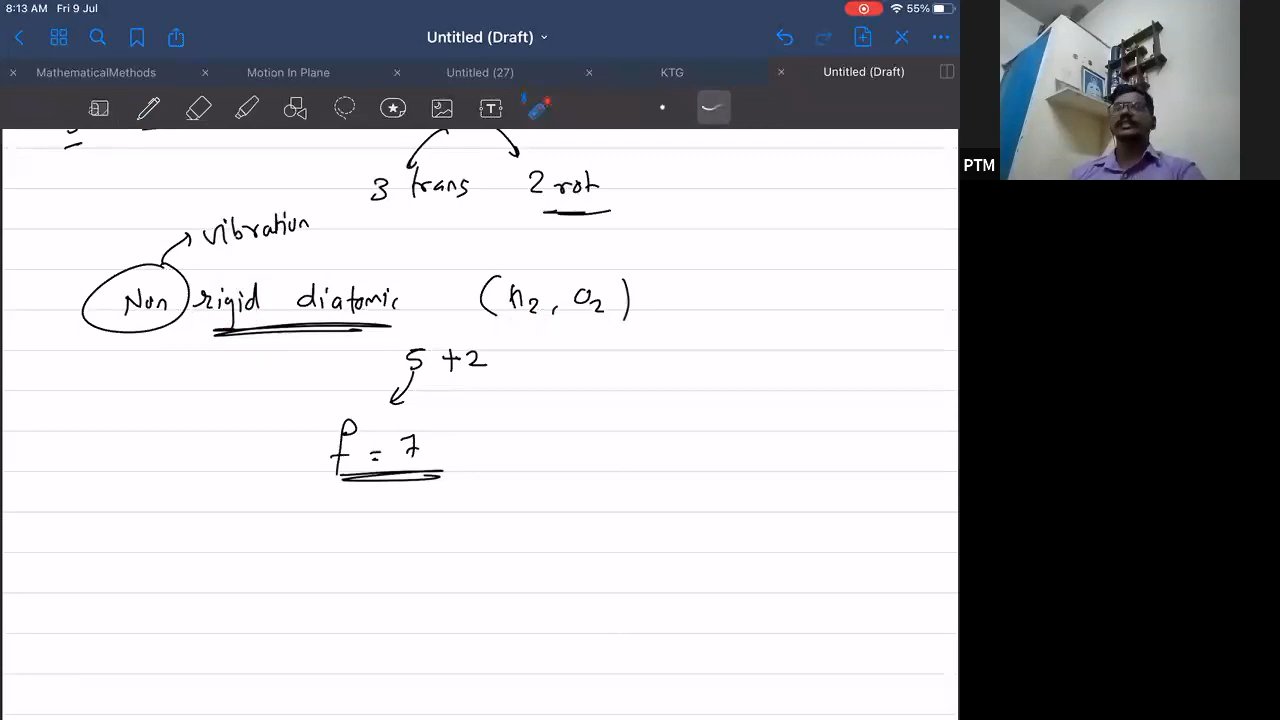 8:13 AM Fri 9 Jul
55%
Untitled (Draft)
MathematicalMethods
Motion In Plane
Untitled (27)
KTG
Untitled (Draft)
3 trans 2 rot
PTM
vibration
Non rigid diatomic (N2, O2)
5 +2
f = 7